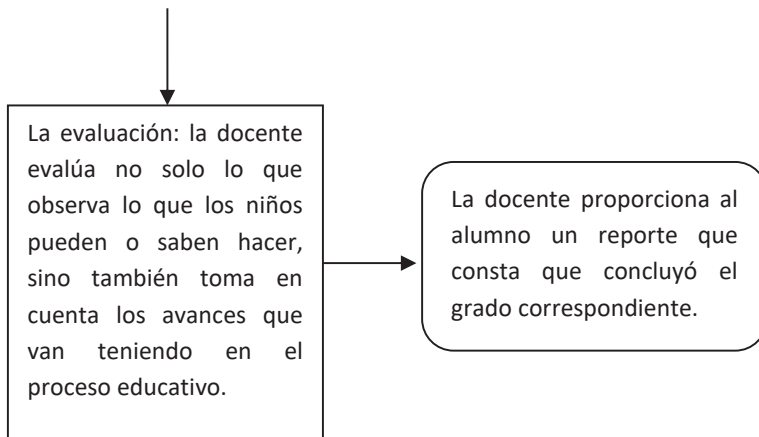 La evaluación: la docente
evalúa no solo lo que
observa lo que los niños
pueden o saben hacer,
sino también toma en
cuenta los avances que
van teniendo en el
proceso educativo.
La docente proporciona al
alumno un reporte que
consta que concluyó el
grado correspondiente.